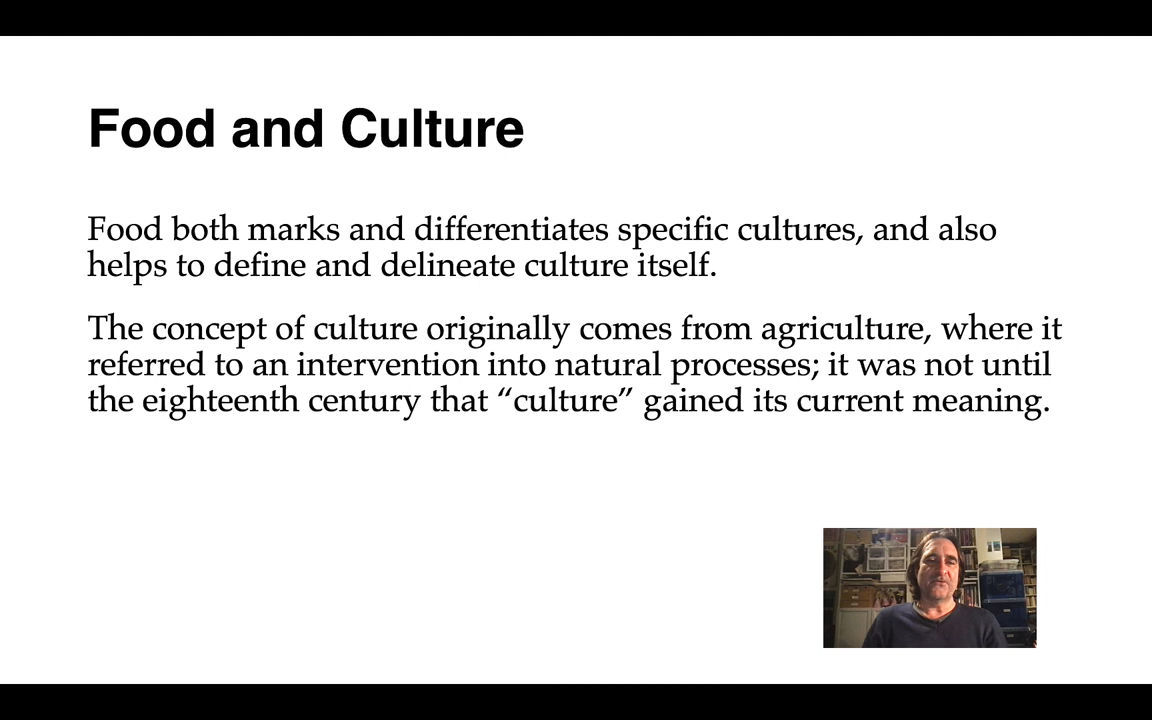 Food and Culture
Food both marks and differentiates specific cultures, and also
helps to define and delineate culture itself.
The concept of culture originally comes from agriculture, where it
referred to an intervention into natural processes; it was not until
the eighteenth century that “culture” gained its current meaning.